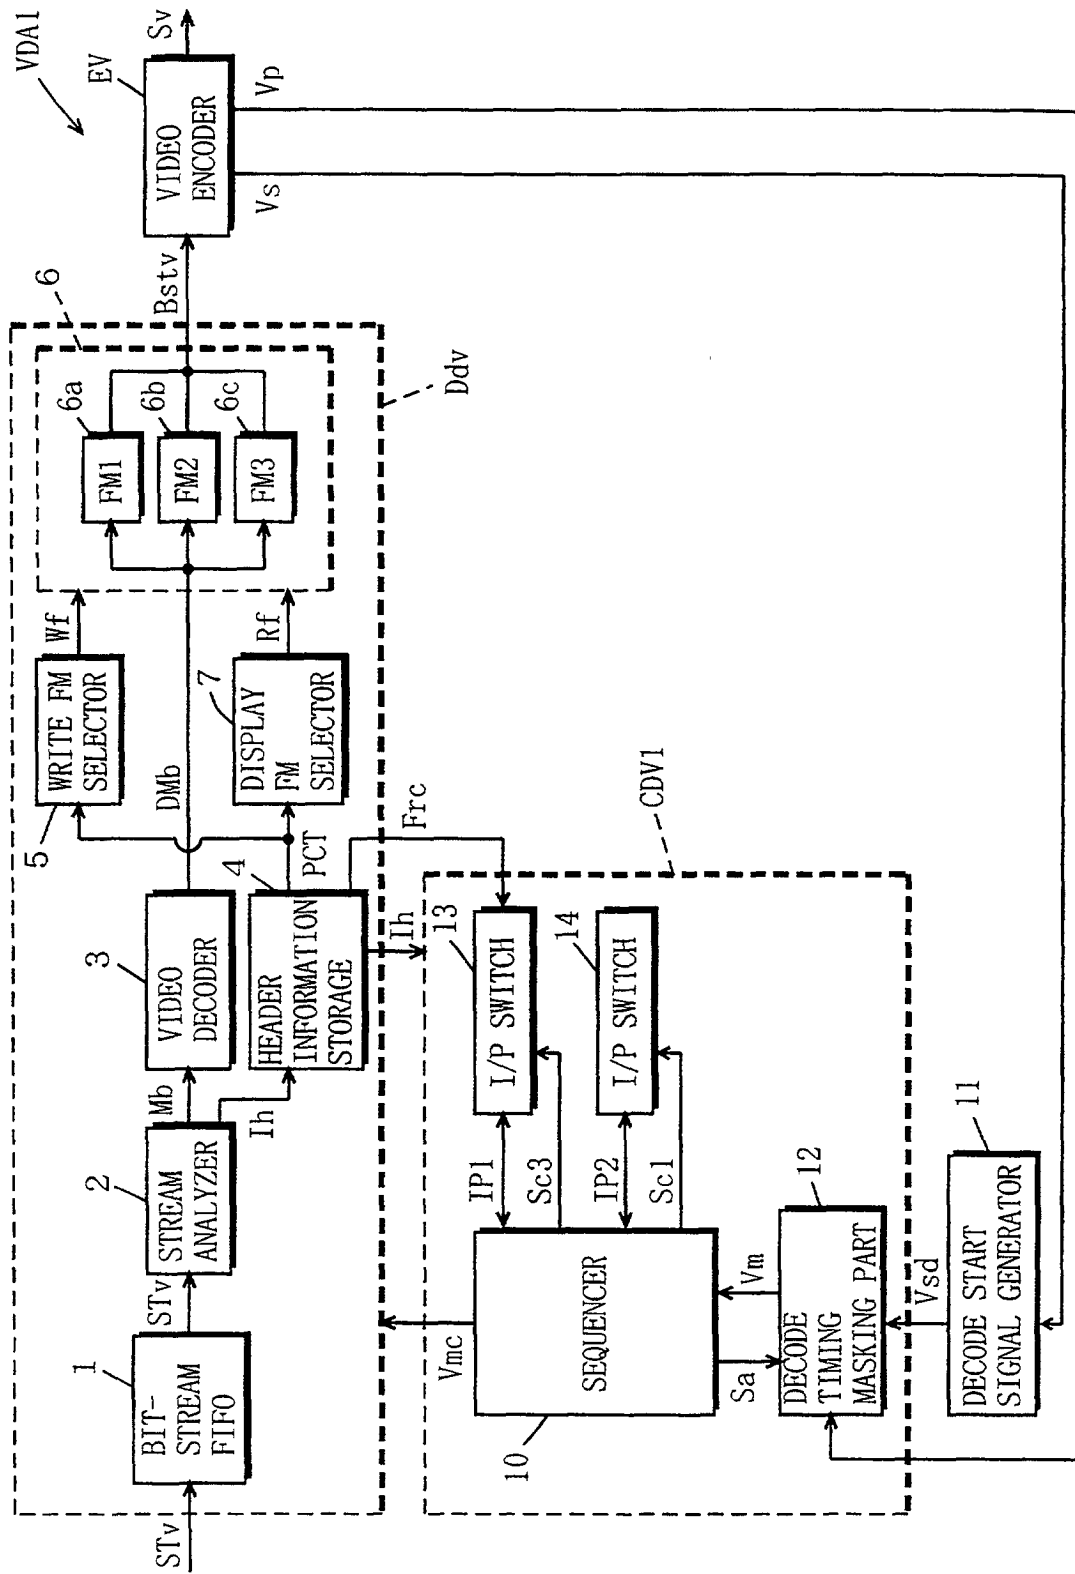 VDA1
STv
1
BIT-
STREAM
FIFO
STv
2
STREAM
ANALYZER
Mb
Ih
3
VIDEO
DECODER
DMb
4
HEADER
INFORMATION
STORAGE
PCT
Frc
Ih
5
WRITE FM
SELECTOR
Wf
7
DISPLAY
FM
SELECTOR
Rf
6
6a
FM1
6b
FM2
6c
FM3
Ddv
Bstv
EV
VIDEO
ENCODER
Sv
Vs
Vp
CDV1
Vmc
SEQUENCER
10
IP1
Sc3
13
I/P SWITCH
IP2
Sc1
14
I/P SWITCH
Sa
Vm
12
DECODE
TIMING
MASKING PART
Vsd
11
DECODE START
SIGNAL GENERATOR